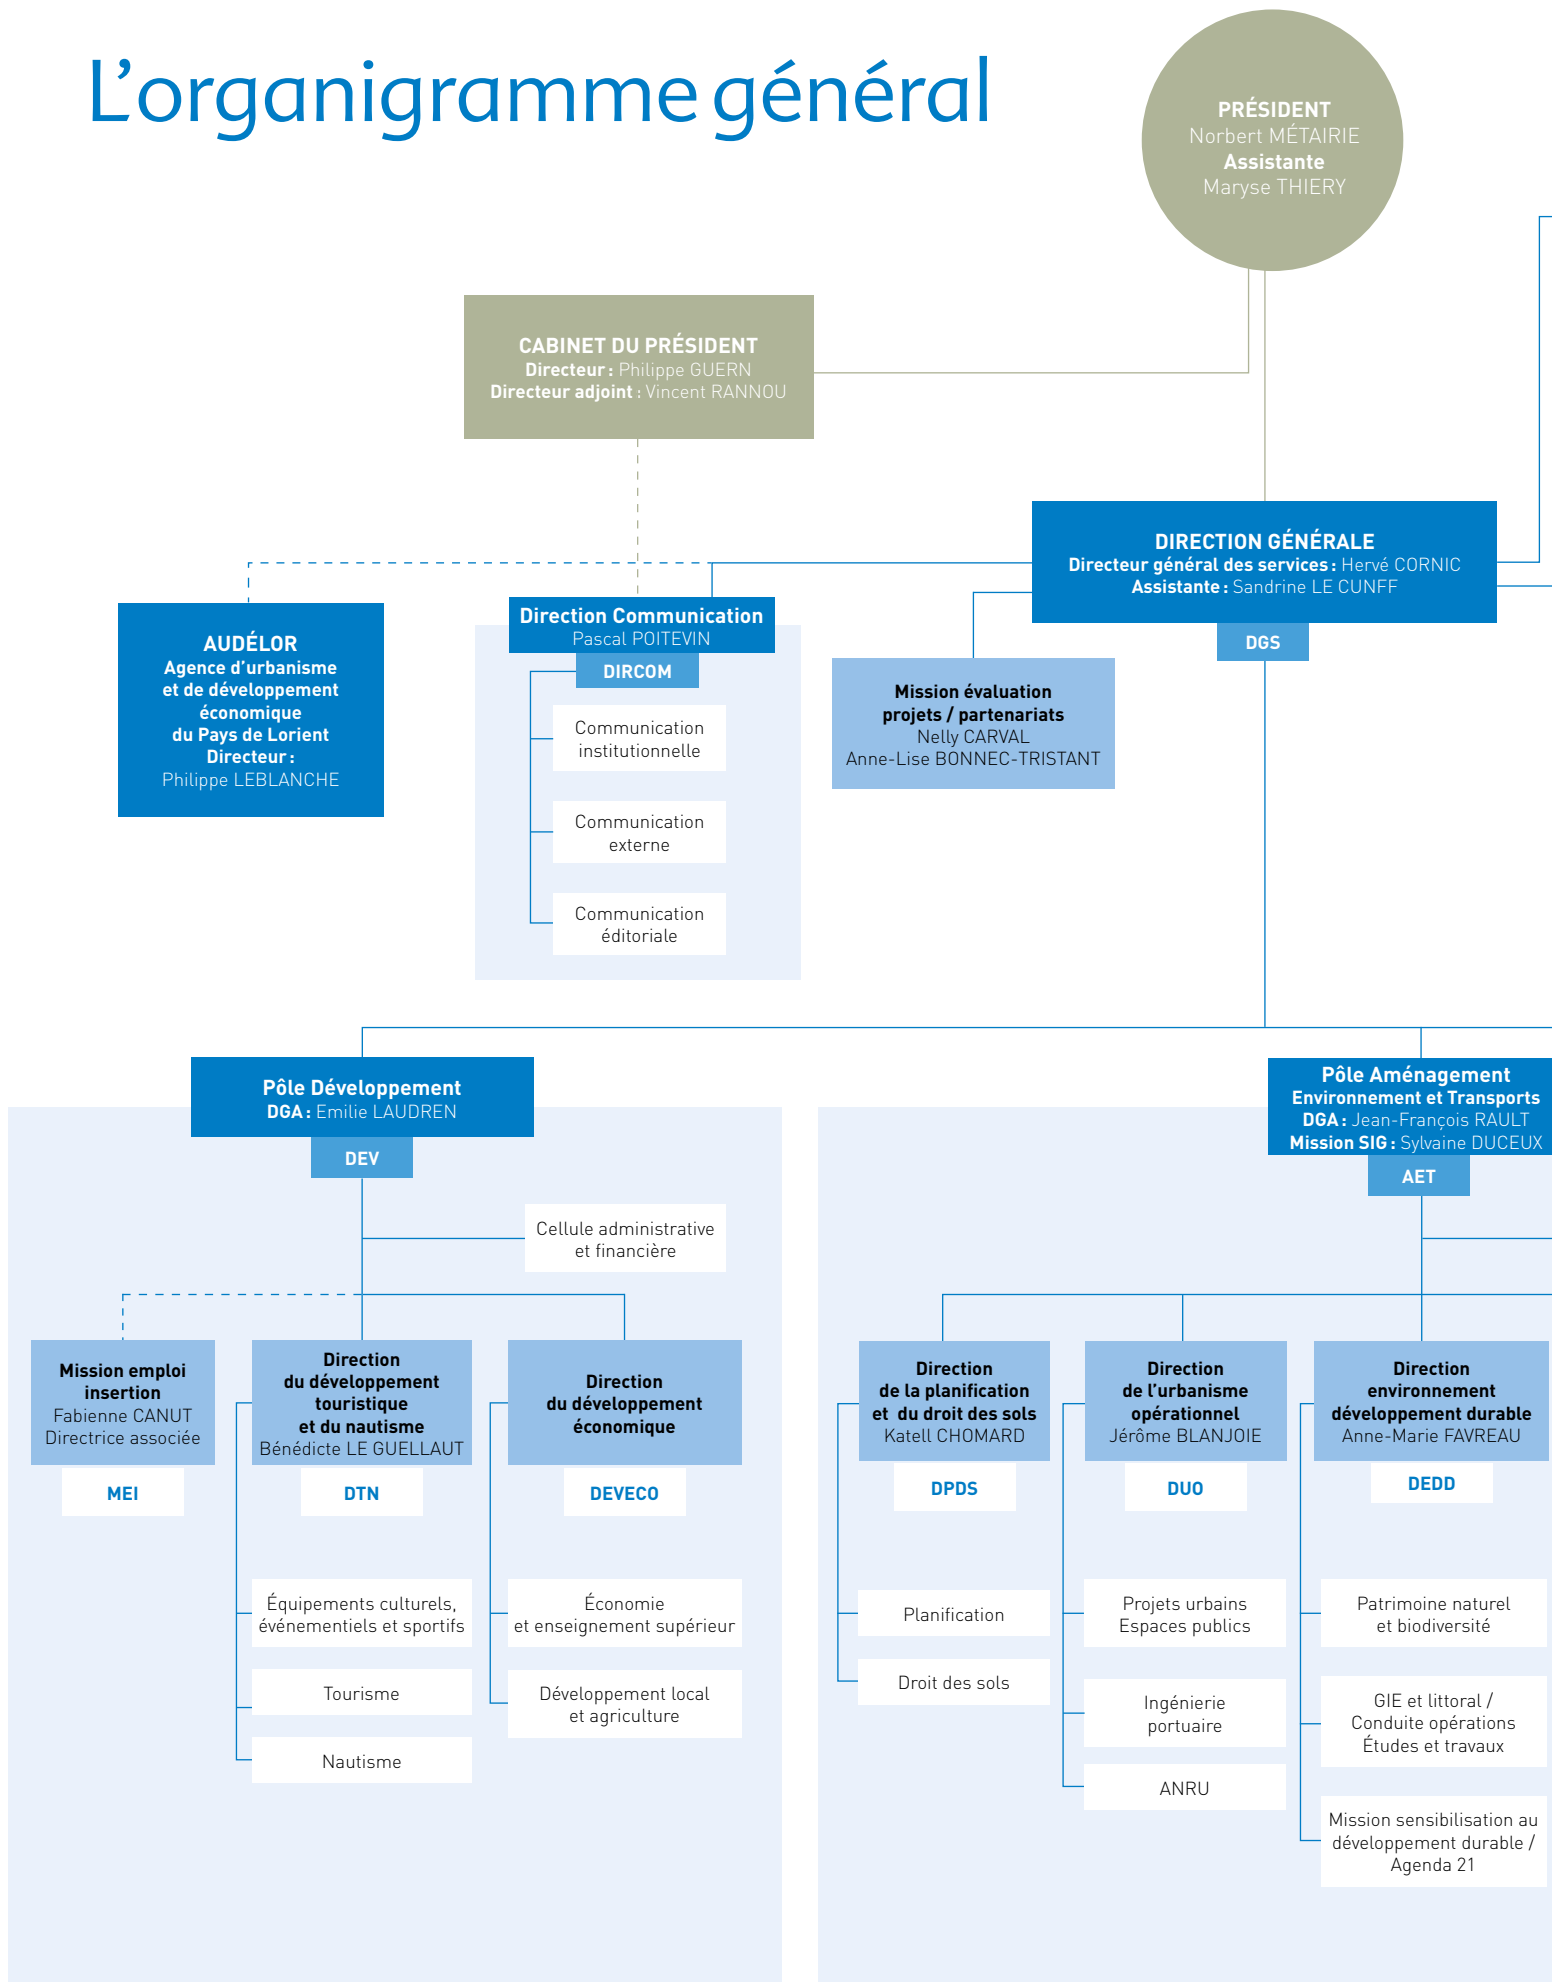 L'organigramme général
PRÉSIDENT
Norbert MÉTAIRIE
Assistante
Maryse THIERY
CABINET DU PRÉSIDENT
Directeur : Philippe GUERN
Directeur adjoint : Vincent RANNOU
DIRECTION GÉNÉRALE
Directeur général des services : Hervé CORNIC
Assistante : Sandrine LE CUNFF
DGS
AUDÉLOR
Agence d'urbanisme
et de développement
économique
du Pays de Lorient
Directeur :
Philippe LEBLANCHE
Direction Communication
Pascal POITEVIN
DIRCOM
Communication
institutionnelle
Communication
externe
Communication
éditoriale
Mission évaluation
projets / partenariats
Nelly CARVAL
Anne-Lise BONNEC-TRISTANT
Pôle Développement
DGA : Emilie LAUDREN
DEV
Cellule administrative
et financière
Mission emploi
insertion
Fabienne CANUT
Directrice associée
MEI
Direction
du développement
touristique
et du nautisme
Bénédicte LE GUELLAUT
DTN
Équipements culturels,
événementiels et sportifs
Tourisme
Nautisme
Direction
du développement
économique
DEVECO
Économie
et enseignement supérieur
Développement local
et agriculture
Pôle Aménagement
Environnement et Transports
DGA : Jean-François RAULT
Mission SIG : Sylvaine DUCEUX
AET
Direction
de la planification
et du droit des sols
Katell CHOMARD
DPDS
Planification
Droit des sols
Direction
de l'urbanisme
opérationnel
Jérôme BLANJOIE
DUO
Projets urbains
Espaces publics
Ingénierie
portuaire
ANRU
Direction
environnement
développement durable
Anne-Marie FAVREAU
DEDD
Patrimoine naturel
et biodiversité
GIE et littoral /
Conduite opérations
Études et travaux
Mission sensibilisation au
développement durable /
Agenda 21